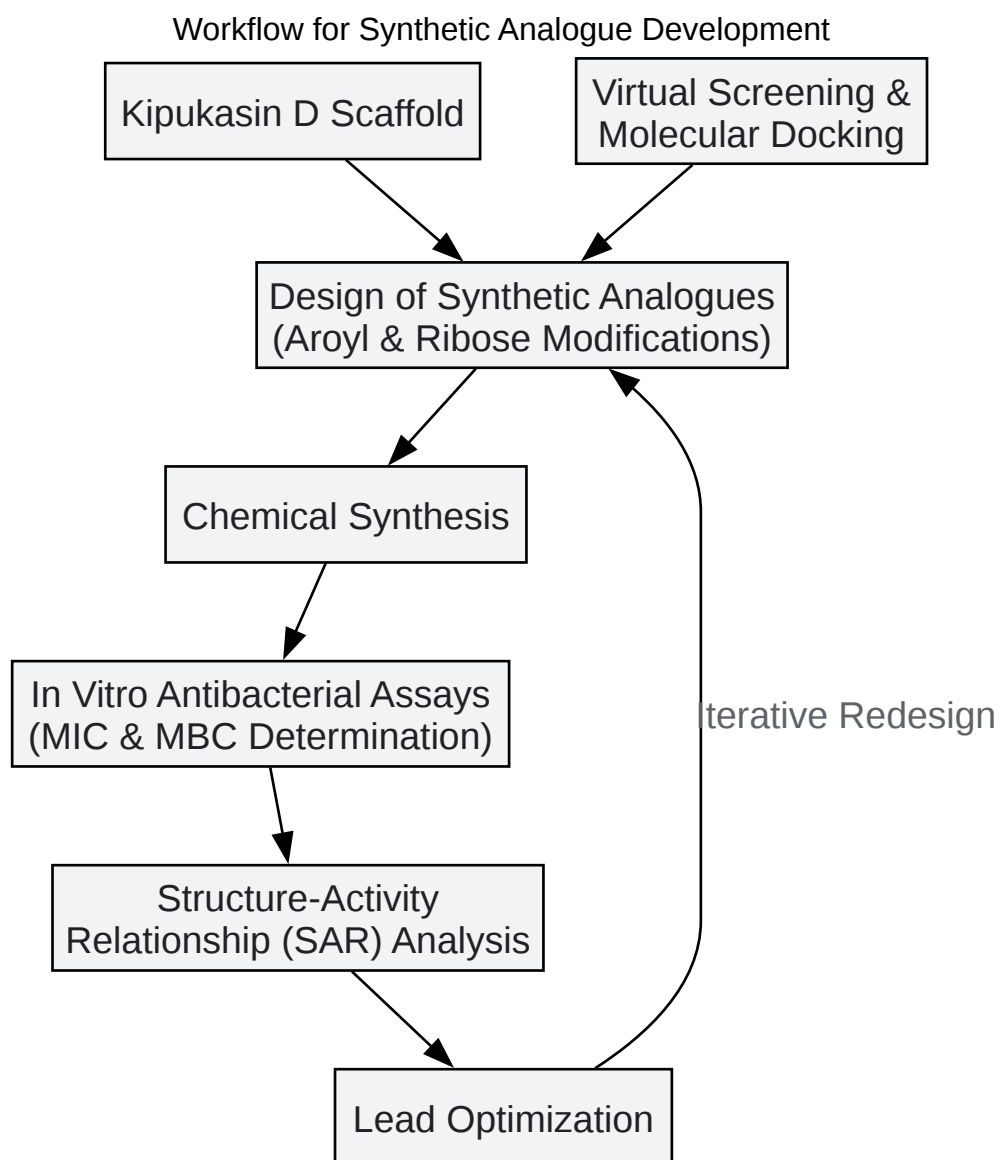 Workflow for Synthetic Analogue Development
Kipukasin D Scaffold
Virtual Screening &
Molecular Docking
Design of Synthetic Analogues
(Aroyl & Ribose Modifications)
Chemical Synthesis
In Vitro Antibacterial Assays
(MIC & MBC Determination)
Iterative Redesign
Structure-Activity
Relationship (SAR) Analysis
Lead Optimization